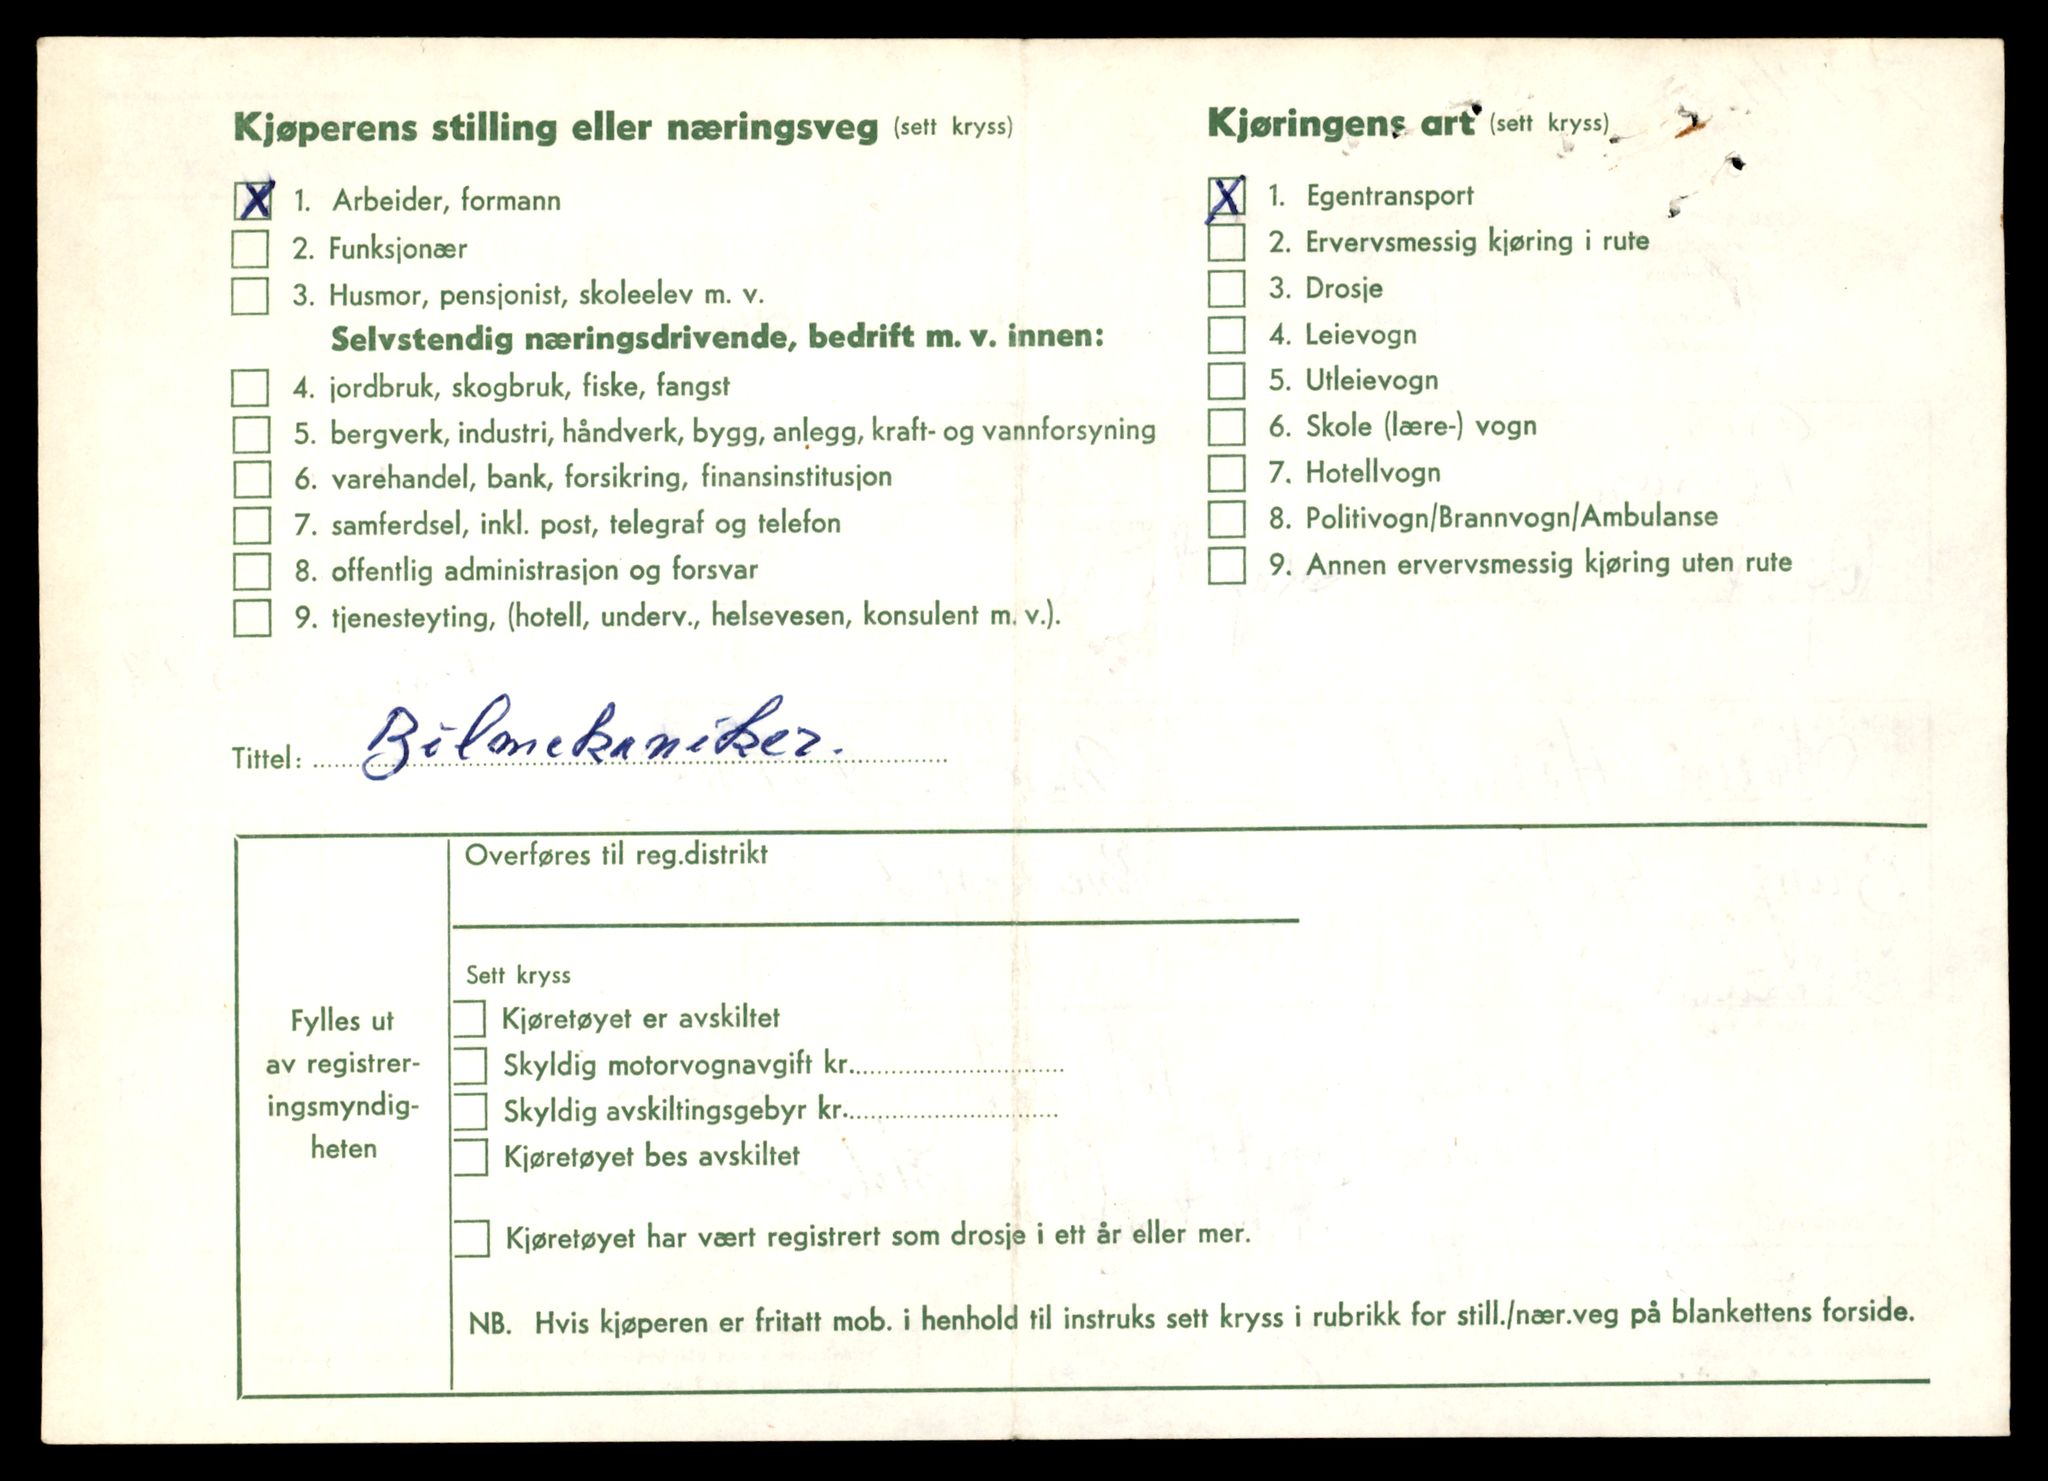 Kjøperens stilling eller næringsveg (sett kryss)
X 1. Arbeider, formann
2. Funksjonær
3. Husmor, pensjonist, skoleelev m. v.
Selvstendig næringsdrivende, bedrift m. v. innen:
4. jordbruk, skogbruk, fiske, fangst
5. bergverk, industri, håndverk, bygg, anlegg, kraft- og vannforsyning
6. varehandel, bank, forsikring, finansinstitusjon
7. samferdsel, inkl. post, telegraf og telefon
8. offentlig administrasjon og forsvar
9. tjenesteyting, (hotell, underv., helsevesen, konsulent m. v.).
Kjøringens art (sett kryss)
X 1. Egentransport
2. Ervervsmessig kjøring i rute
3. Drosje
4. Leievogn
5. Utleievogn
6. Skole (lære-) vogn
7. Hotellvogn
8. Politivogn/Brannvogn/Ambulanse
9. Annen ervervsmessig kjøring uten rute
Tittel: Bilmekaniker.
Fylles ut
av registrer-
ingsmyndig-
heten
Overføres til reg.distrikt
Sett kryss
Kjøretøyet er avskiltet
Skyldig motorvognavgift kr.
Skyldig avskiltingsgebyr kr.
Kjøretøyet bes avskiltet
Kjøretøyet har vært registrert som drosje i ett år eller mer.
NB. Hvis kjøperen er fritatt mob. i henhold til instruks sett kryss i rubrikk for still./nær.veg på blankettens forside.